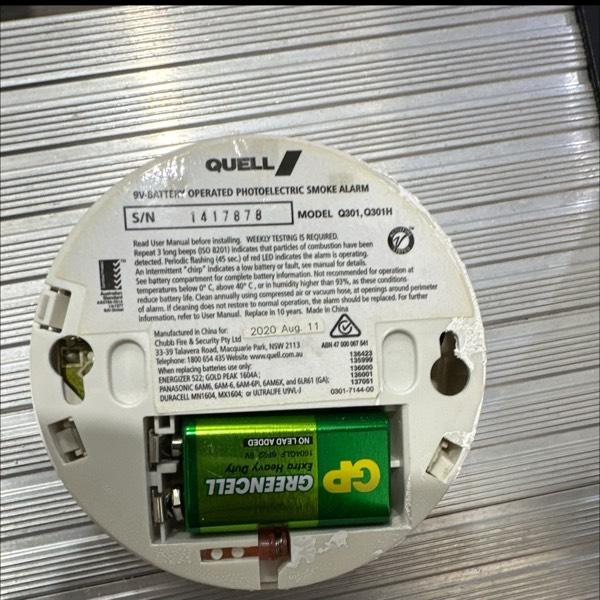 QUELL
9V-BATTERY OPERATED PHOTOELECTRIC SMOKE ALARM
S/N 1417878 MODEL Q301,Q301H
Read User Manual before installing. WEEKLY TESTING IS REQUIRED.
Repeat 3 long beeps (ISO 8201) indicates that particles of combustion have been
detected. Periodic flashing (45 sec.) of red LED indicates the alarm is operating.
An intermittent "chirp" indicates a low battery or fault, see manual for details.
See battery compartment for complete battery information. Not recommended for operation at
temperatures below 0° C, above 40° C, or in humidity higher than 93%, as these conditions
reduce battery life. Clean annually using compressed air or vacuum hose, at openings around perimeter
of alarm. If cleaning does not restore to normal operation, the alarm should be replaced. For further
information, refer to User Manual. Replace in 10 years. Made in China
Australian
Standard
Manufactured in China for: 2020 Aug. 11
Chubb Fire & Security Pty Ltd
33-39 Talavera Road, Macquarie Park, NSW 2113
Telephone: 1800 654 435 Website www.quell.com.au
When replacing batteries use only:
ENERGIZER 522; GOLD PEAK 1604A;
PANASONIC 6AM6, 6AM-6, 6AM-6PI, 6AM6X, and 6LR61 (GA);
DURACELL MN1604, MX1604; or ULTRALIFE U9VL-J
ABN 47 000 067 541
136423
135999
136000
136001
137051
0301-7144-00
GP
GREENCELL
Extra Heavy Duty
1604GLF 6F22 9V
NO LEAD ADDED